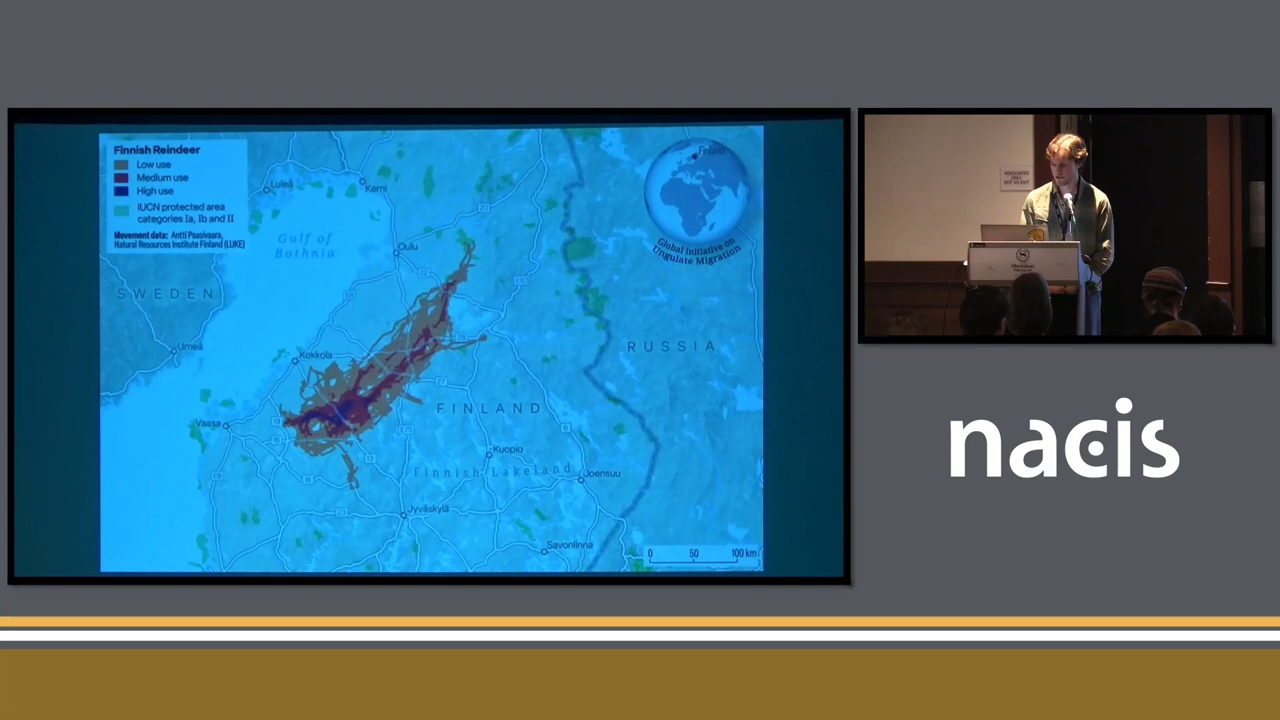 Finnish Reindeer
Low use
Medium use
High use
IUCN protected area
categories Ia, Ib and II
Movement data: Antti Paasivaara,
Natural Resources Institute Finland (LUKE)
Finland
Global Initiative on
Ungulate Migration
Luleå
Kemi
Gulf of
Bothnia
Oulu
SWEDEN
Umeå
Kokkola
RUSSIA
Vaasa
FINLAND
Kuopio
Finnish Lakeland
Joensuu
Jyväskylä
Savonlinna
0 50 100 km
nacis